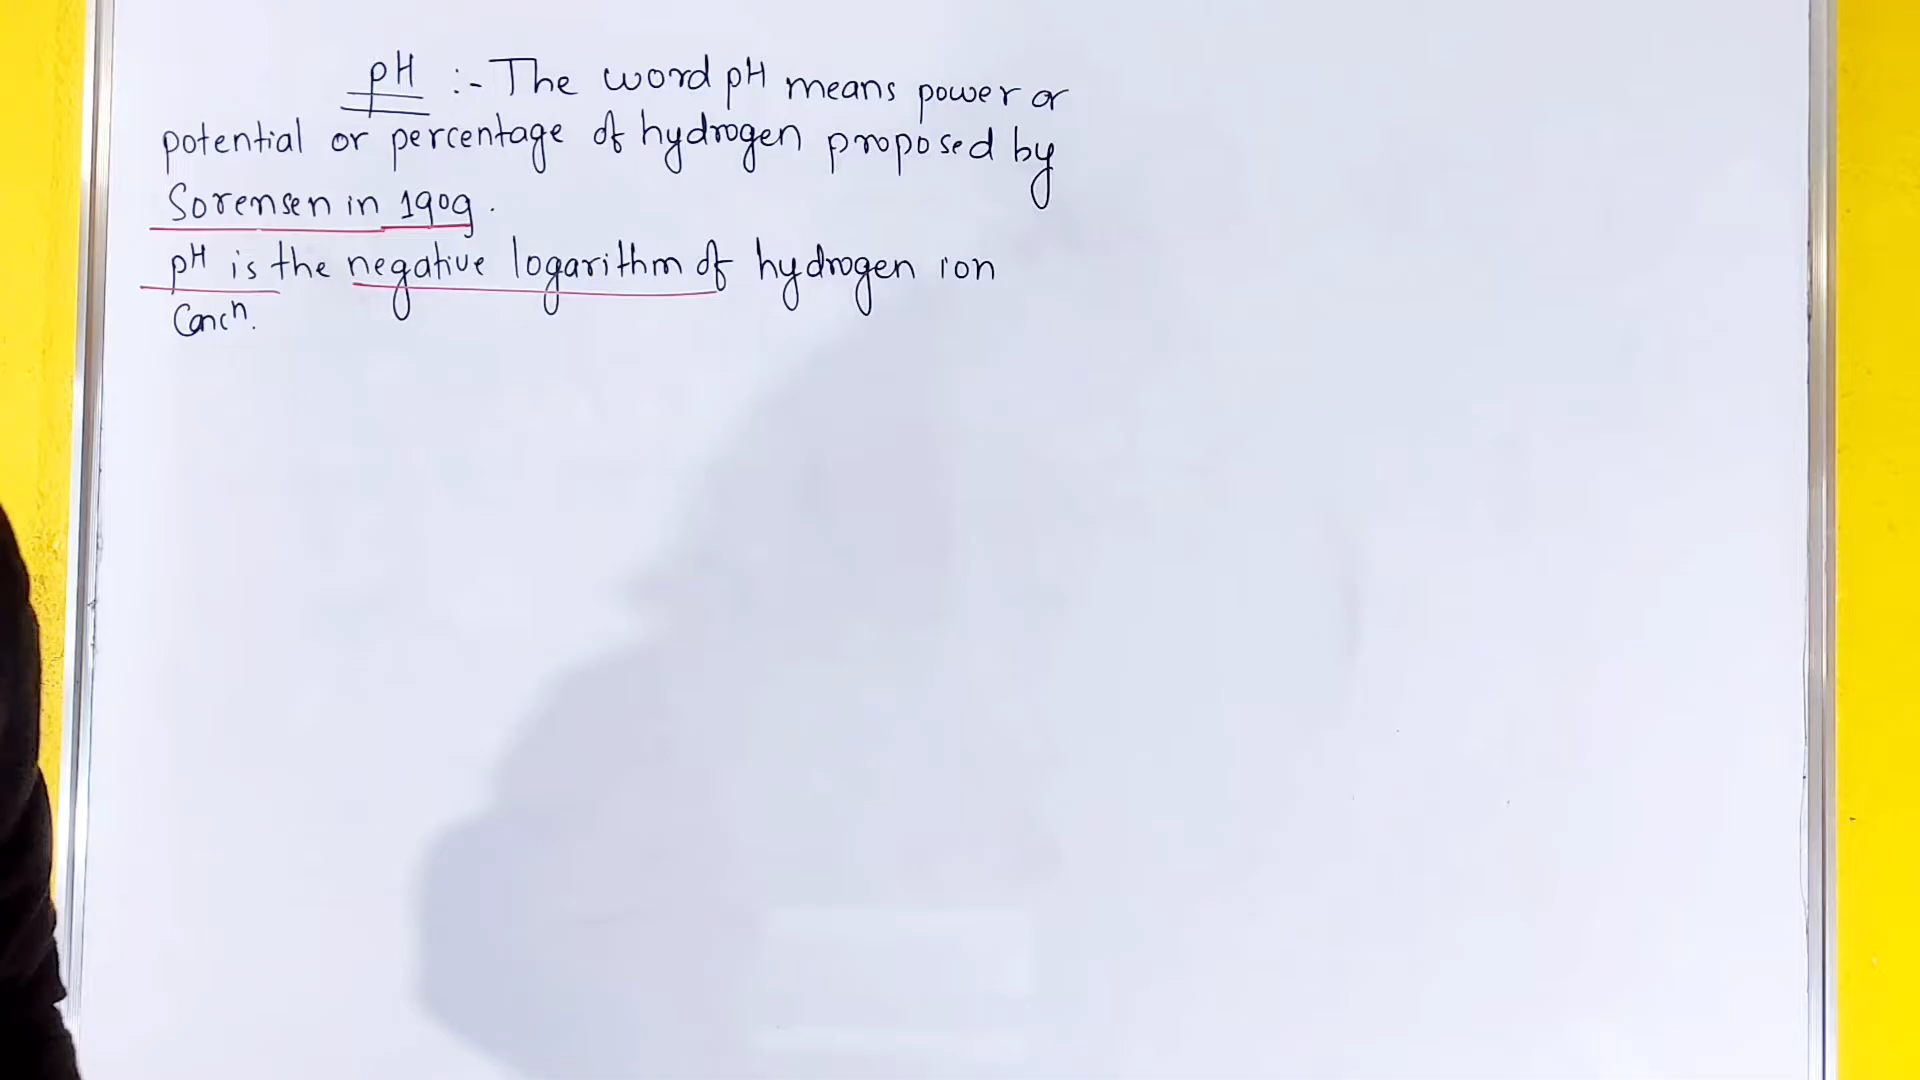 pH :- The word pH means power or
potential or percentage of hydrogen proposed by
Sorensen in 1909.
pH is the negative logarithm of hydrogen ion
Concⁿ.